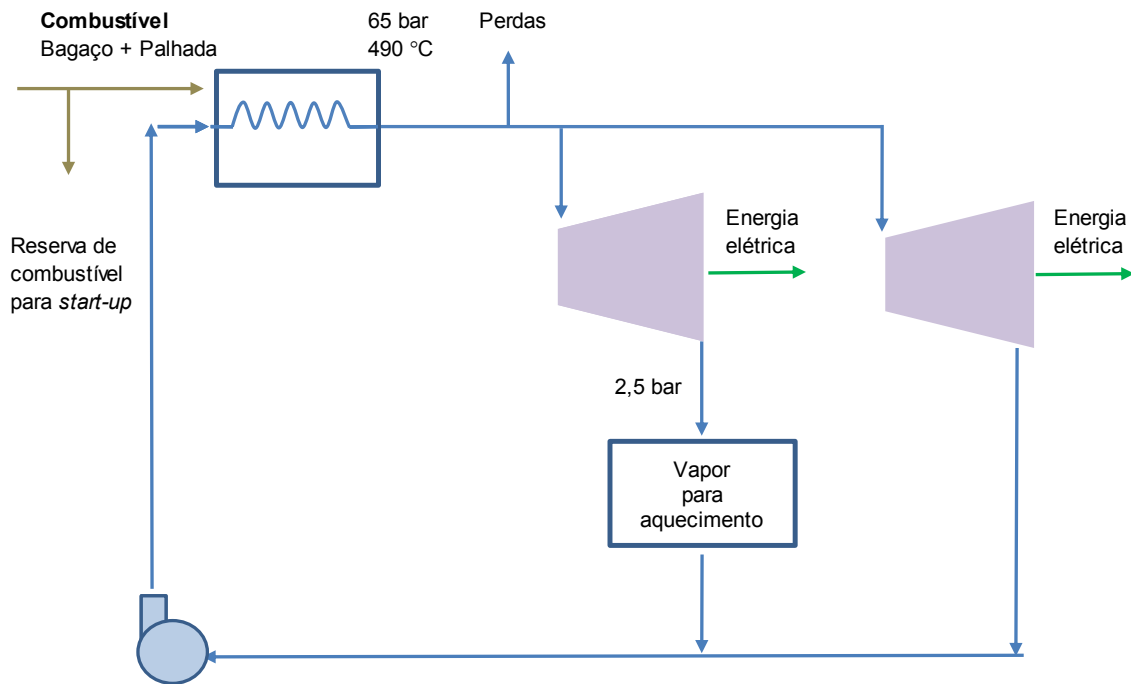 Combustível
Bagaço + Palhada
65 bar
490 °C
Perdas
Reserva de
combustível
para start-up
Energia
elétrica
Energia
elétrica
2,5 bar
Vapor
para
aquecimento